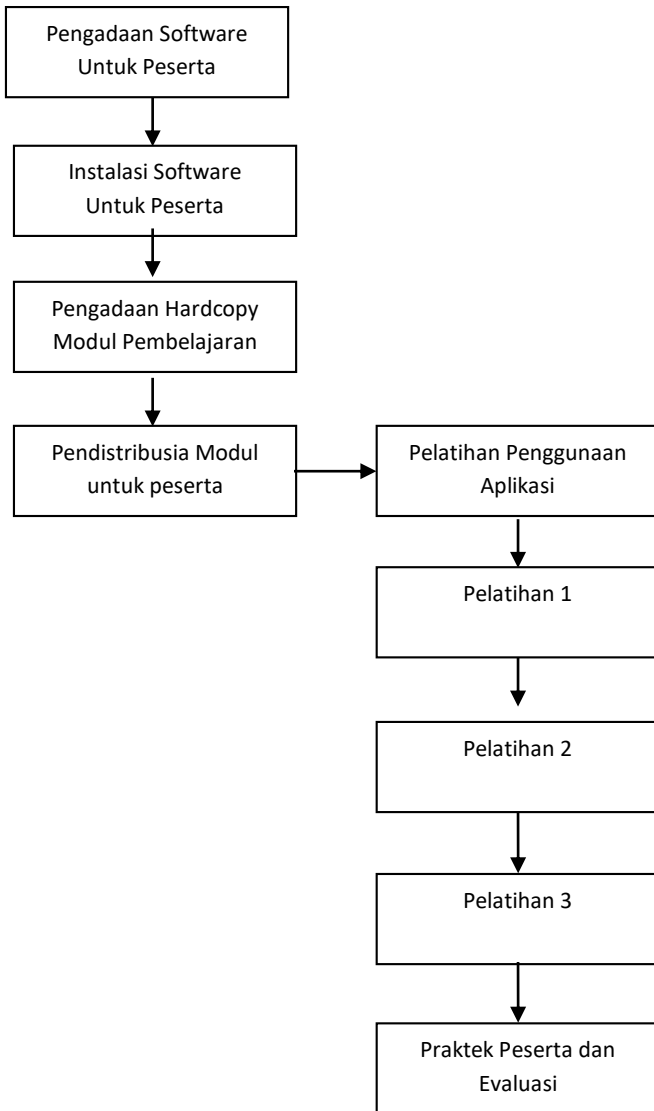 Pengadaan Software
Untuk Peserta
Instalasi Software
Untuk Peserta
Pengadaan Hardcopy
Modul Pembelajaran
Pendistribusia Modul
untuk peserta
Pelatihan Penggunaan
Aplikasi
Pelatihan 1
Pelatihan 2
Pelatihan 3
Praktek Peserta dan
Evaluasi